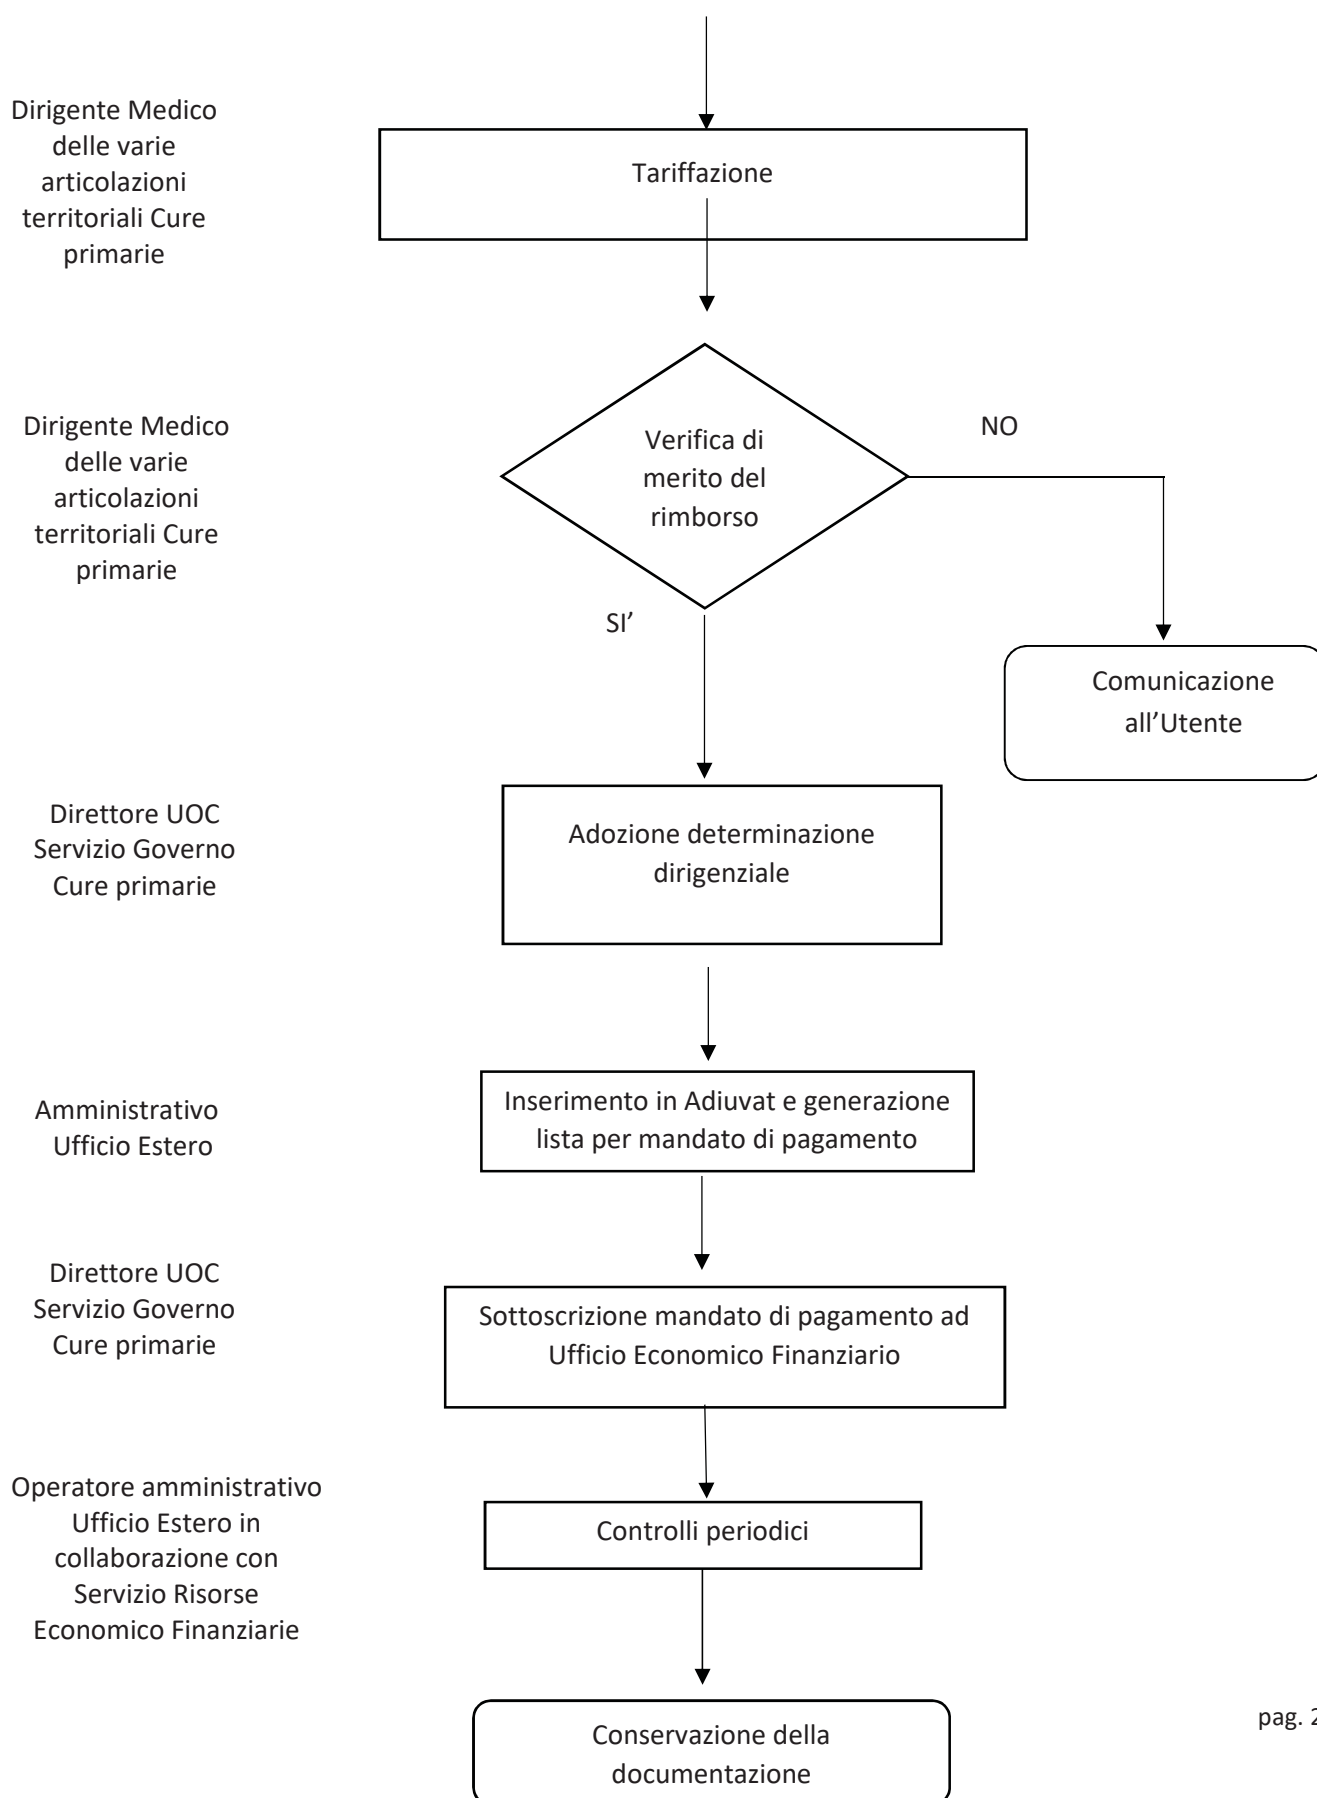 Dirigente Medico
delle varie
articolazioni
territoriali Cure
primarie
Tariffazione
Dirigente Medico
delle varie
articolazioni
territoriali Cure
primarie
Verifica di
merito del
rimborso
NO
SI’
Comunicazione
all’Utente
Direttore UOC
Servizio Governo
Cure primarie
Adozione determinazione
dirigenziale
Amministrativo
Ufficio Estero
Inserimento in Adiuvat e generazione
lista per mandato di pagamento
Direttore UOC
Servizio Governo
Cure primarie
Sottoscrizione mandato di pagamento ad
Ufficio Economico Finanziario
Operatore amministrativo
Ufficio Estero in
collaborazione con
Servizio Risorse
Economico Finanziarie
Controlli periodici
Conservazione della
documentazione
pag. 2